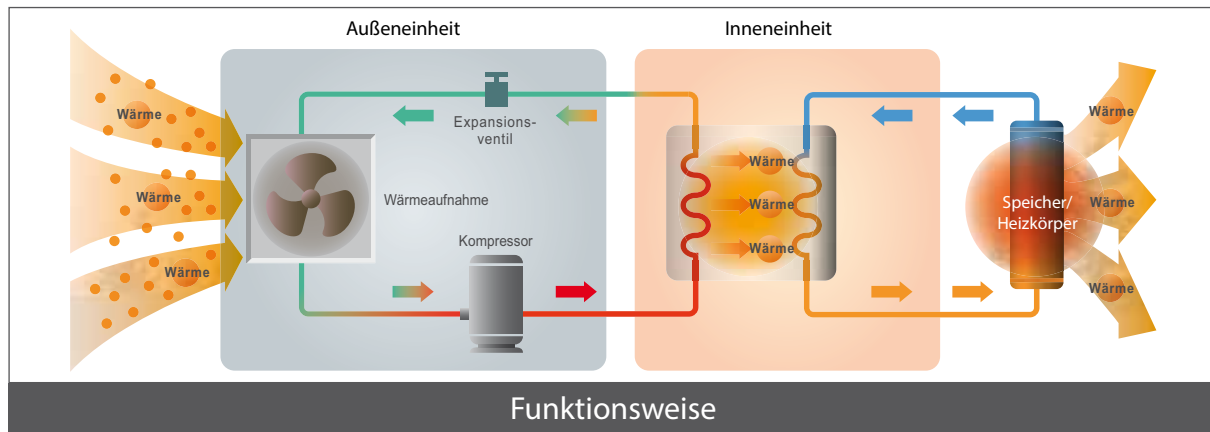 Außeneinheit
Inneneinheit
Wärme
Wärme
Wärme
Expansions-
ventil
Wärmeaufnahme
Kompressor
Wärme
Wärme
Wärme
Speicher/
Heizkörper
Wärme
Wärme
Wärme
Funktionsweise